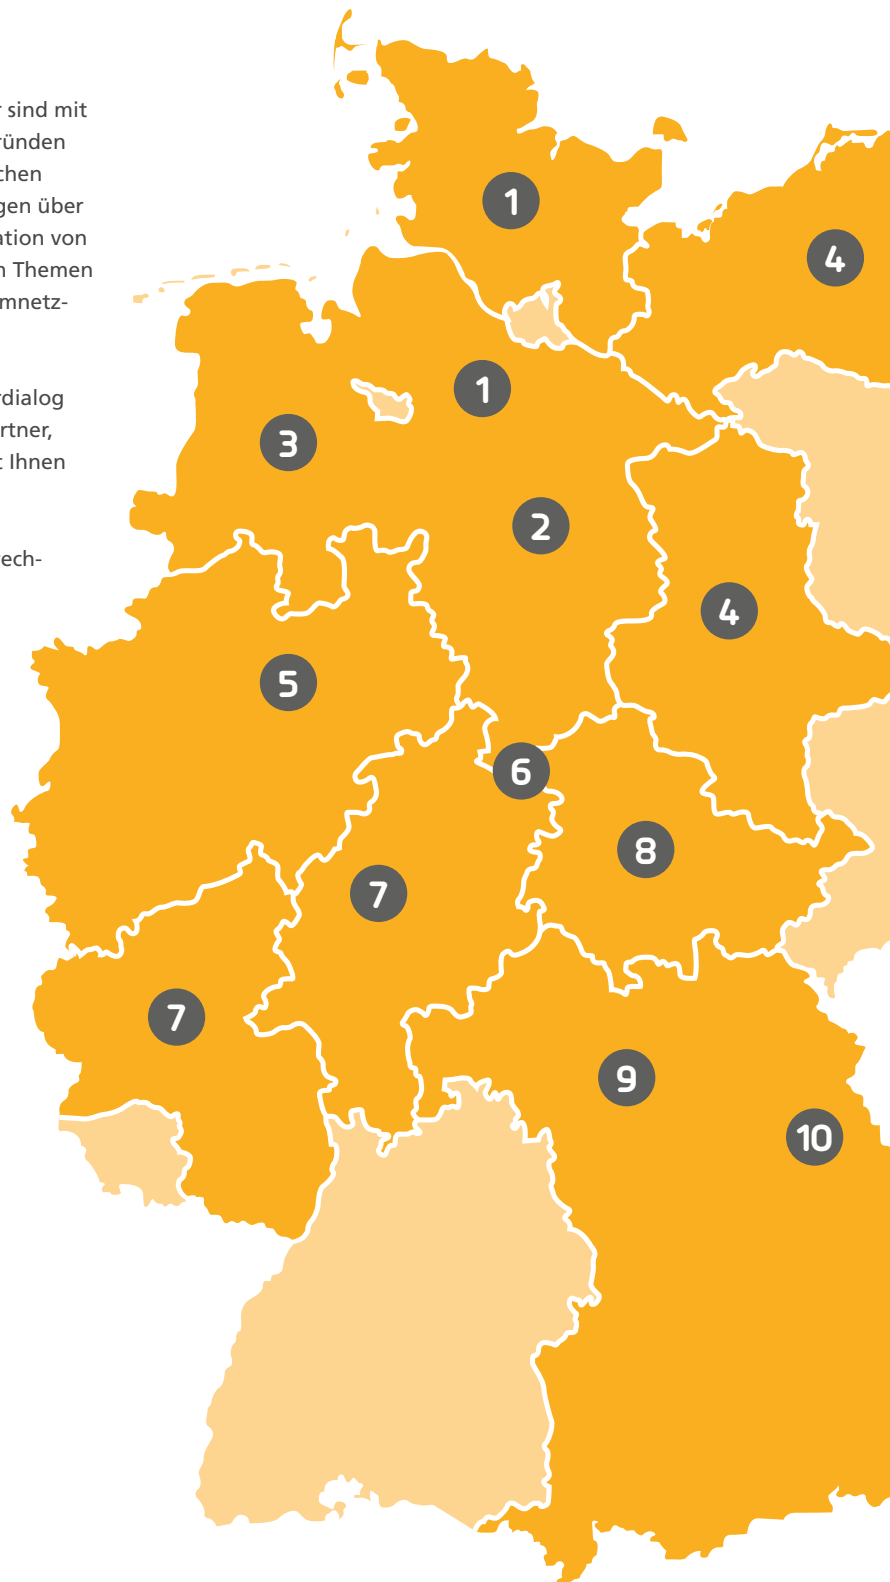 sind mit
ründen
chen
gen über
ation von
n Themen
mnetz-
dialog
rtner,
t Ihnen
ech-
1
4
1
3
2
4
5
6
8
7
7
9
10